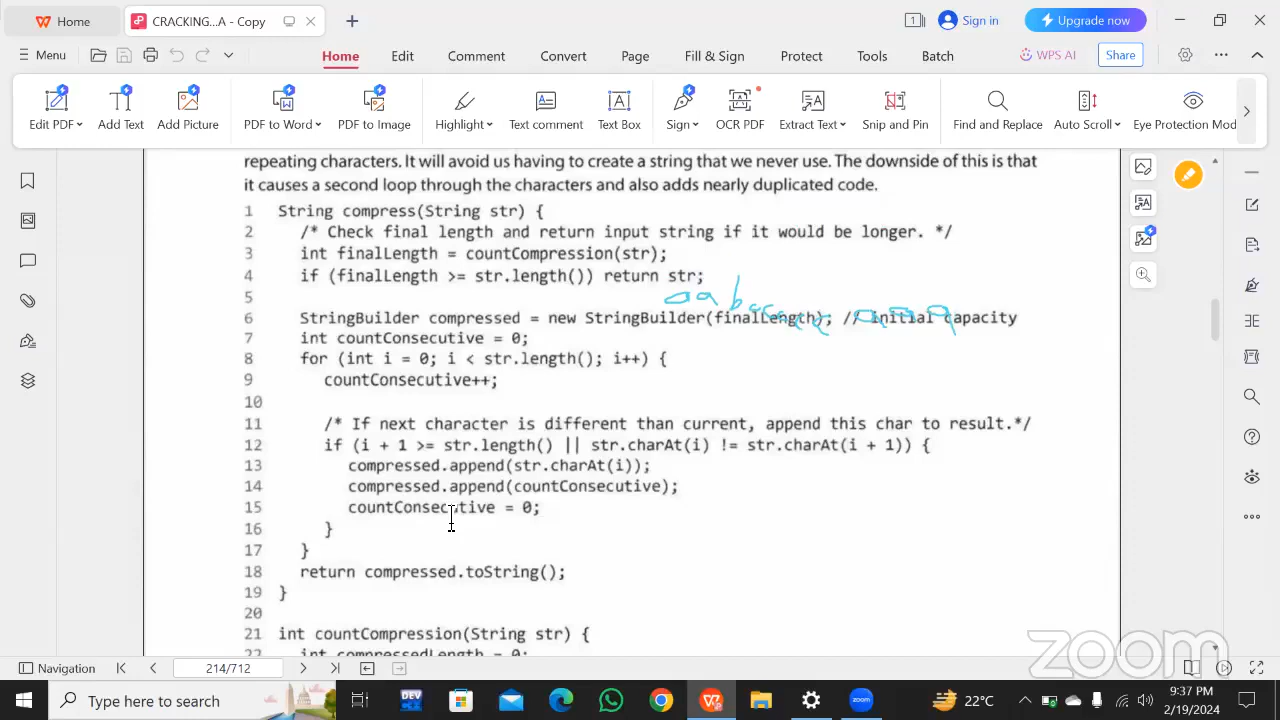 Home
CRACKING...A - Copy
1
Sign in
Upgrade now
Menu
Home
Edit
Comment
Convert
Page
Fill & Sign
Protect
Tools
Batch
WPS AI
Share
Edit PDF
Add Text
Add Picture
PDF to Word
PDF to Image
Highlight
Text comment
Text Box
Sign
OCR PDF
Extract Text
Snip and Pin
Find and Replace
Auto Scroll
Eye Protection Mod
repeating characters. It will avoid us having to create a string that we never use. The downside of this is that
it causes a second loop through the characters and also adds nearly duplicated code.
1 String compress(String str) {
2 /* Check final length and return input string if it would be longer. */
3 int finalLength = countCompression(str);
4 if (finalLength >= str.length()) return str;
5
6 StringBuilder compressed = new StringBuilder(finalLength); // initial capacity
7 int countConsecutive = 0;
8 for (int i = 0; i < str.length(); i++) {
9 countConsecutive++;
10
11 /* If next character is different than current, append this char to result.*/
12 if (i + 1 >= str.length() || str.charAt(i) != str.charAt(i + 1)) {
13 compressed.append(str.charAt(i));
14 compressed.append(countConsecutive);
15 countConsecutive = 0;
16 }
17 }
18 return compressed.toString();
19 }
20
21 int countCompression(String str) {
22 int compressedLength = 0;
Navigation
214/712
zoom
Type here to search
DEV
zoom
22°C
9:37 PM
2/19/2024